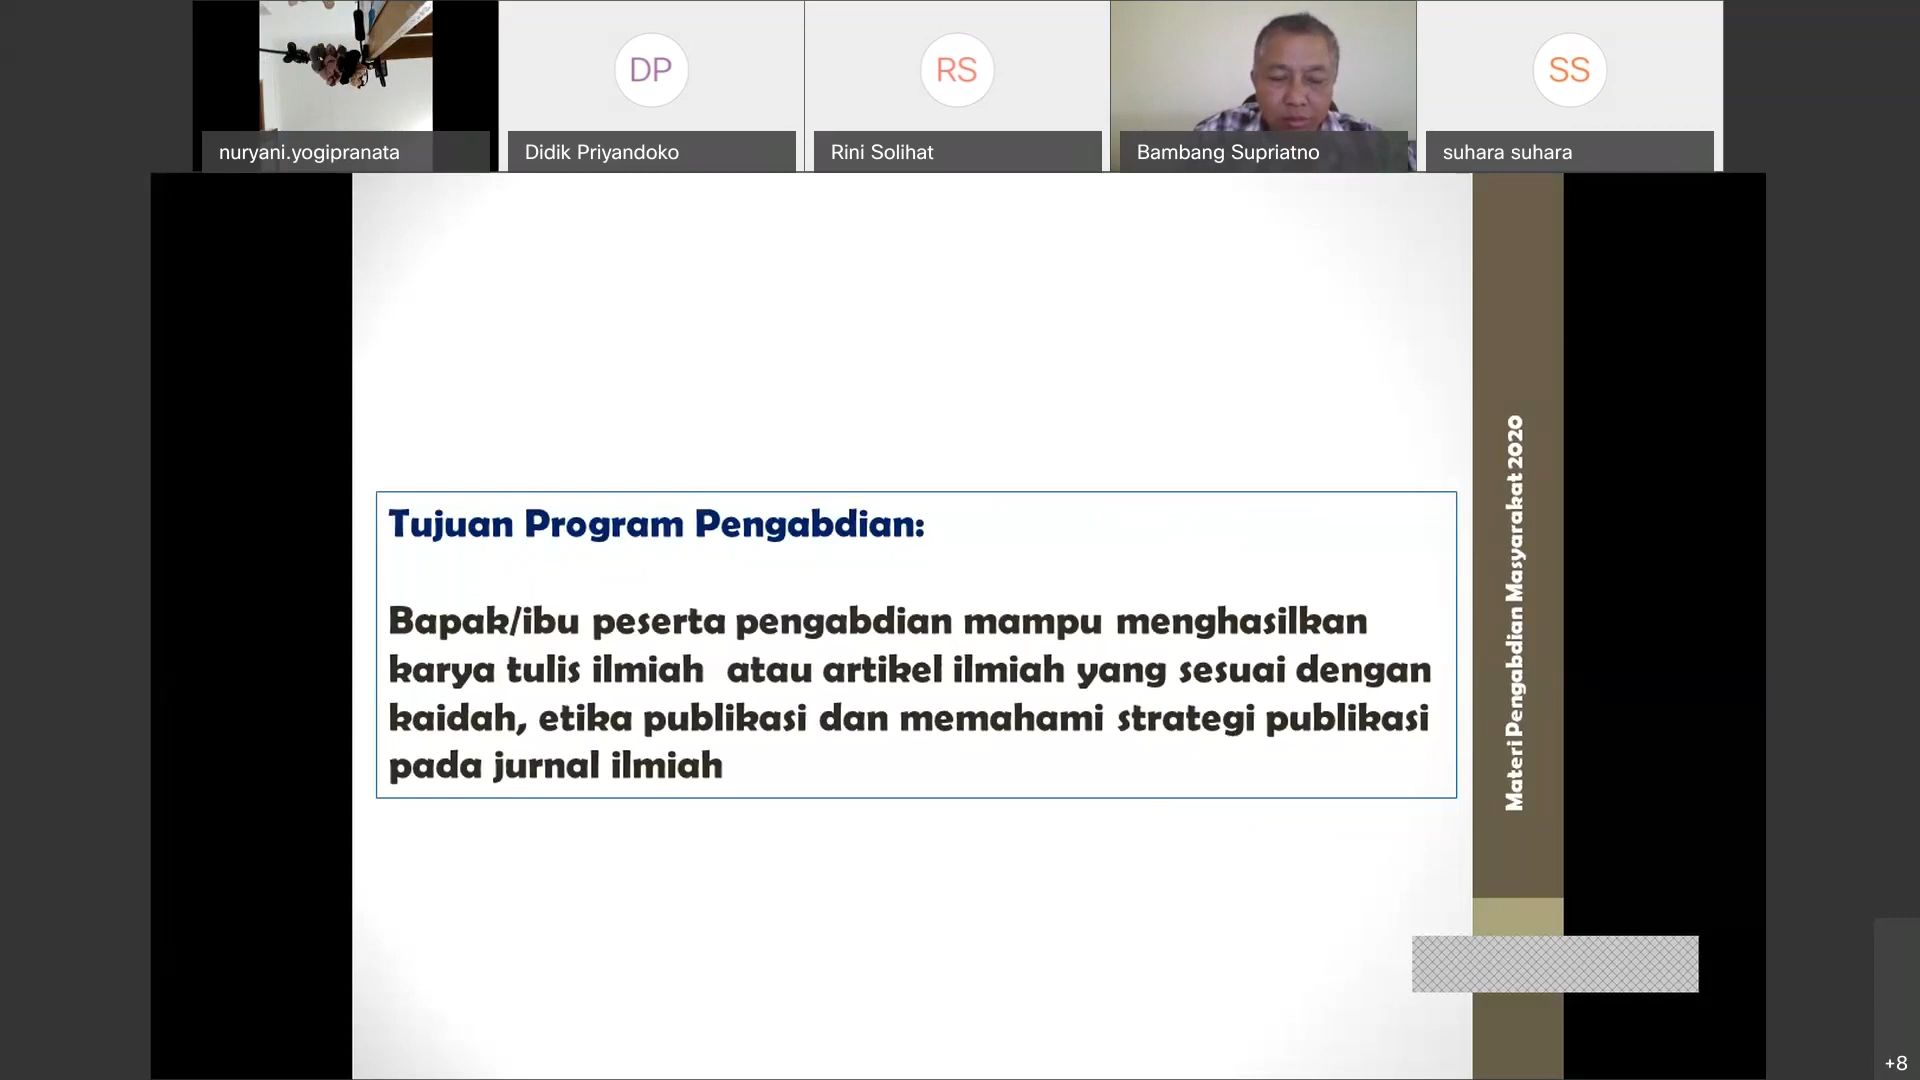 DP
RS
SS
nuryani.yogipranata
Didik Priyandoko
Rini Solihat
Bambang Supriatno
suhara suhara
Tujuan Program Pengabdian:
Bapak/ibu peserta pengabdian mampu menghasilkan
karya tulis ilmiah atau artikel ilmiah yang sesuai dengan
kaidah, etika publikasi dan memahami strategi publikasi
pada jurnal ilmiah
Materi Pengabdian Masyarakat 2020
+8